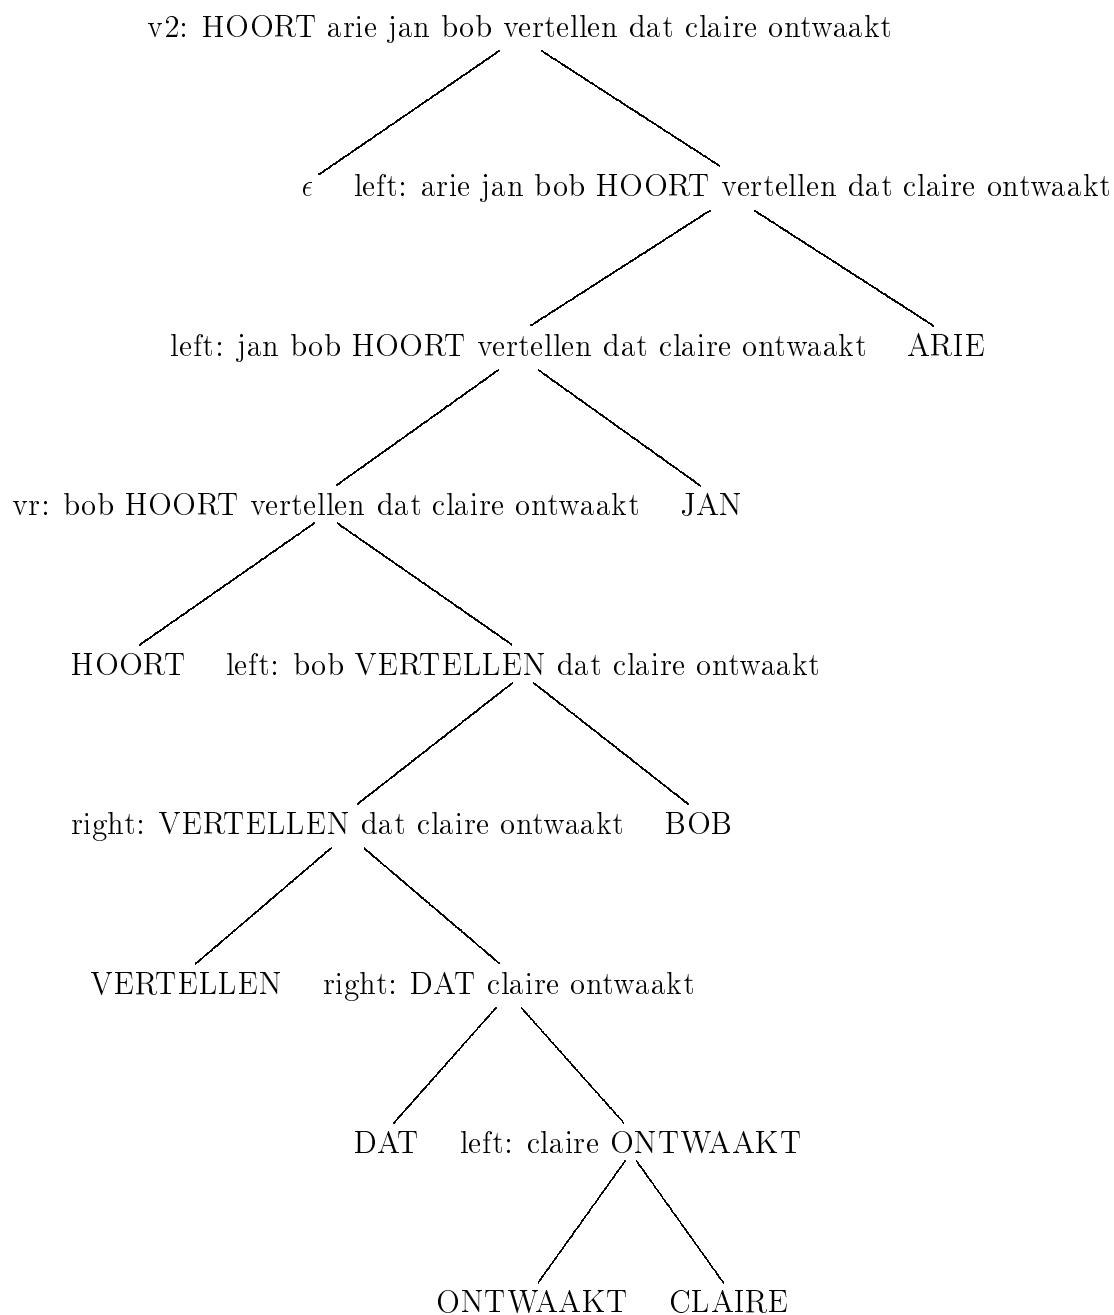 v2: HOORT arie jan bob vertellen dat claire ontwaakt
ϵ left: arie jan bob HOORT vertellen dat claire ontwaakt
left: jan bob HOORT vertellen dat claire ontwaakt ARIE
vr: bob HOORT vertellen dat claire ontwaakt JAN
HOORT left: bob VERTELLEN dat claire ontwaakt
right: VERTELLEN dat claire ontwaakt BOB
VERTELLEN right: DAT claire ontwaakt
DAT left: claire ONTWAAKT
ONTWAAKT CLAIRE